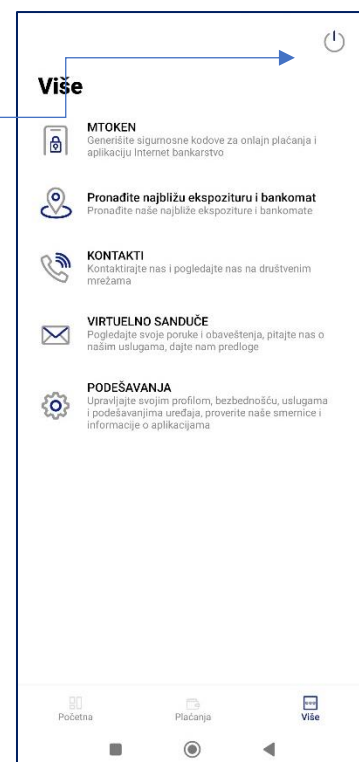 Više
MTOKEN
Generišite sigurnosne kodove za onlajn plaćanja i
aplikaciju Internet bankarstvo
Pronađite najbližu ekspozituru i bankomat
Pronađite naše najbliže ekspoziture i bankomate
KONTAKTI
Kontaktirajte nas i pogledajte nas na društvenim
mrežama
VIRTUELNO SANDUČE
Pogledajte svoje poruke i obaveštenja, pitajte nas o
našim uslugama, dajte nam predloge
PODEŠAVANJA
Upravljajte svojim profilom, bezbednošću, uslugama
i podešavanjima uređaja, proverite naše smernice i
informacije o aplikacijama
Početna Plaćanja Više